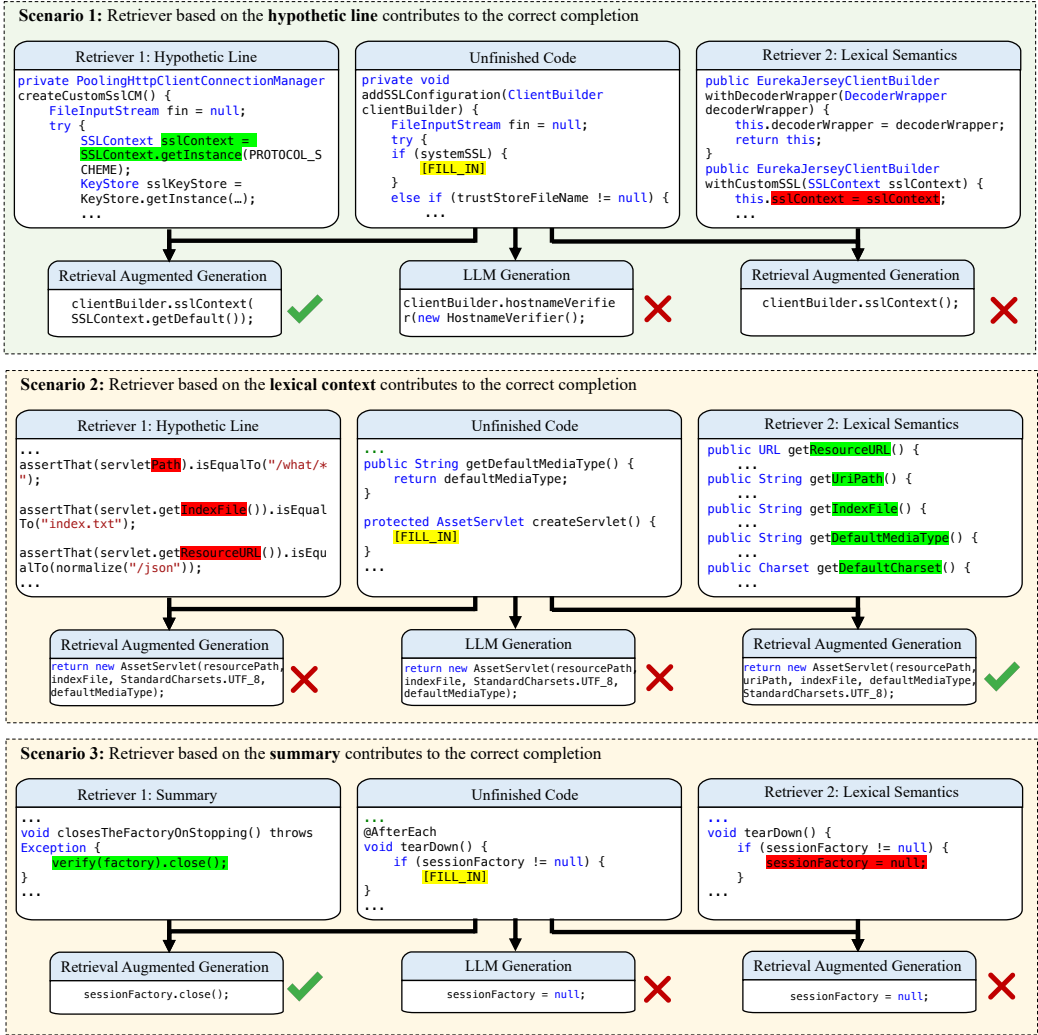 Scenario 1: Retriever based on the hypothetic line contributes to the correct completion
Retriever 1: Hypothetic Line
private PoolingHttpClientConnectionManager
createCustomSslCM() {
FileInputStream fin = null;
try {
SSLContext sslContext =
SSLContext.getInstance(PROTOCOL_S
CHEME);
KeyStore sslKeyStore =
KeyStore.getInstance(…);
...
Unfinished Code
private void
addSSLConfiguration(ClientBuilder
clientBuilder) {
FileInputStream fin = null;
try {
if (systemSSL) {
[FILL_IN]
}
else if (trustStoreFileName != null) {
...
Retriever 2: Lexical Semantics
public EurekaJerseyClientBuilder
withDecoderWrapper(DecoderWrapper
decoderWrapper) {
this.decoderWrapper = decoderWrapper;
return this;
}
public EurekaJerseyClientBuilder
withCustomSSL(SSLContext sslContext) {
this.sslContext = sslContext;
...
Retrieval Augmented Generation
clientBuilder.sslContext(
SSLContext.getDefault());
LLM Generation
clientBuilder.hostnameVerifie
r(new HostnameVerifier();
Retrieval Augmented Generation
clientBuilder.sslContext();
Scenario 2: Retriever based on the lexical context contributes to the correct completion
Retriever 1: Hypothetic Line
...
assertThat(servletPath).isEqualTo("/what/*
");
assertThat(servlet.getIndexFile()).isEqual
To("index.txt");
assertThat(servlet.getResourceURL()).isEqu
alTo(normalize("/json"));
...
Unfinished Code
...
public String getDefaultMediaType() {
return defaultMediaType;
}
protected AssetServlet createServlet() {
[FILL_IN]
}
...
Retriever 2: Lexical Semantics
public URL getResourceURL() {
...
public String getUriPath() {
...
public String getIndexFile() {
...
public String getDefaultMediaType() {
...
public Charset getDefaultCharset() {
...
Retrieval Augmented Generation
return new AssetServlet(resourcePath,
indexFile, StandardCharsets.UTF_8,
defaultMediaType);
LLM Generation
return new AssetServlet(resourcePath,
indexFile, StandardCharsets.UTF_8,
defaultMediaType);
Retrieval Augmented Generation
return new AssetServlet(resourcePath,
uriPath, indexFile, defaultMediaType,
StandardCharsets.UTF_8);
Scenario 3: Retriever based on the summary contributes to the correct completion
Retriever 1: Summary
...
void closesTheFactoryOnStopping() throws
Exception {
verify(factory).close();
}
...
Unfinished Code
...
@AfterEach
void tearDown() {
if (sessionFactory != null) {
[FILL_IN]
}
...
Retriever 2: Lexical Semantics
...
void tearDown() {
if (sessionFactory != null) {
sessionFactory = null;
}
...
Retrieval Augmented Generation
sessionFactory.close();
LLM Generation
sessionFactory = null;
Retrieval Augmented Generation
sessionFactory = null;